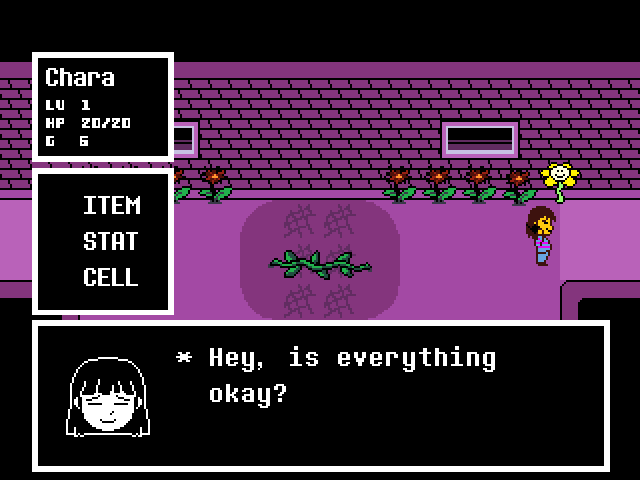 Chara
LV 1
HP 20/20
G 6
ITEM
STAT
CELL
* Hey, is everything
okay?